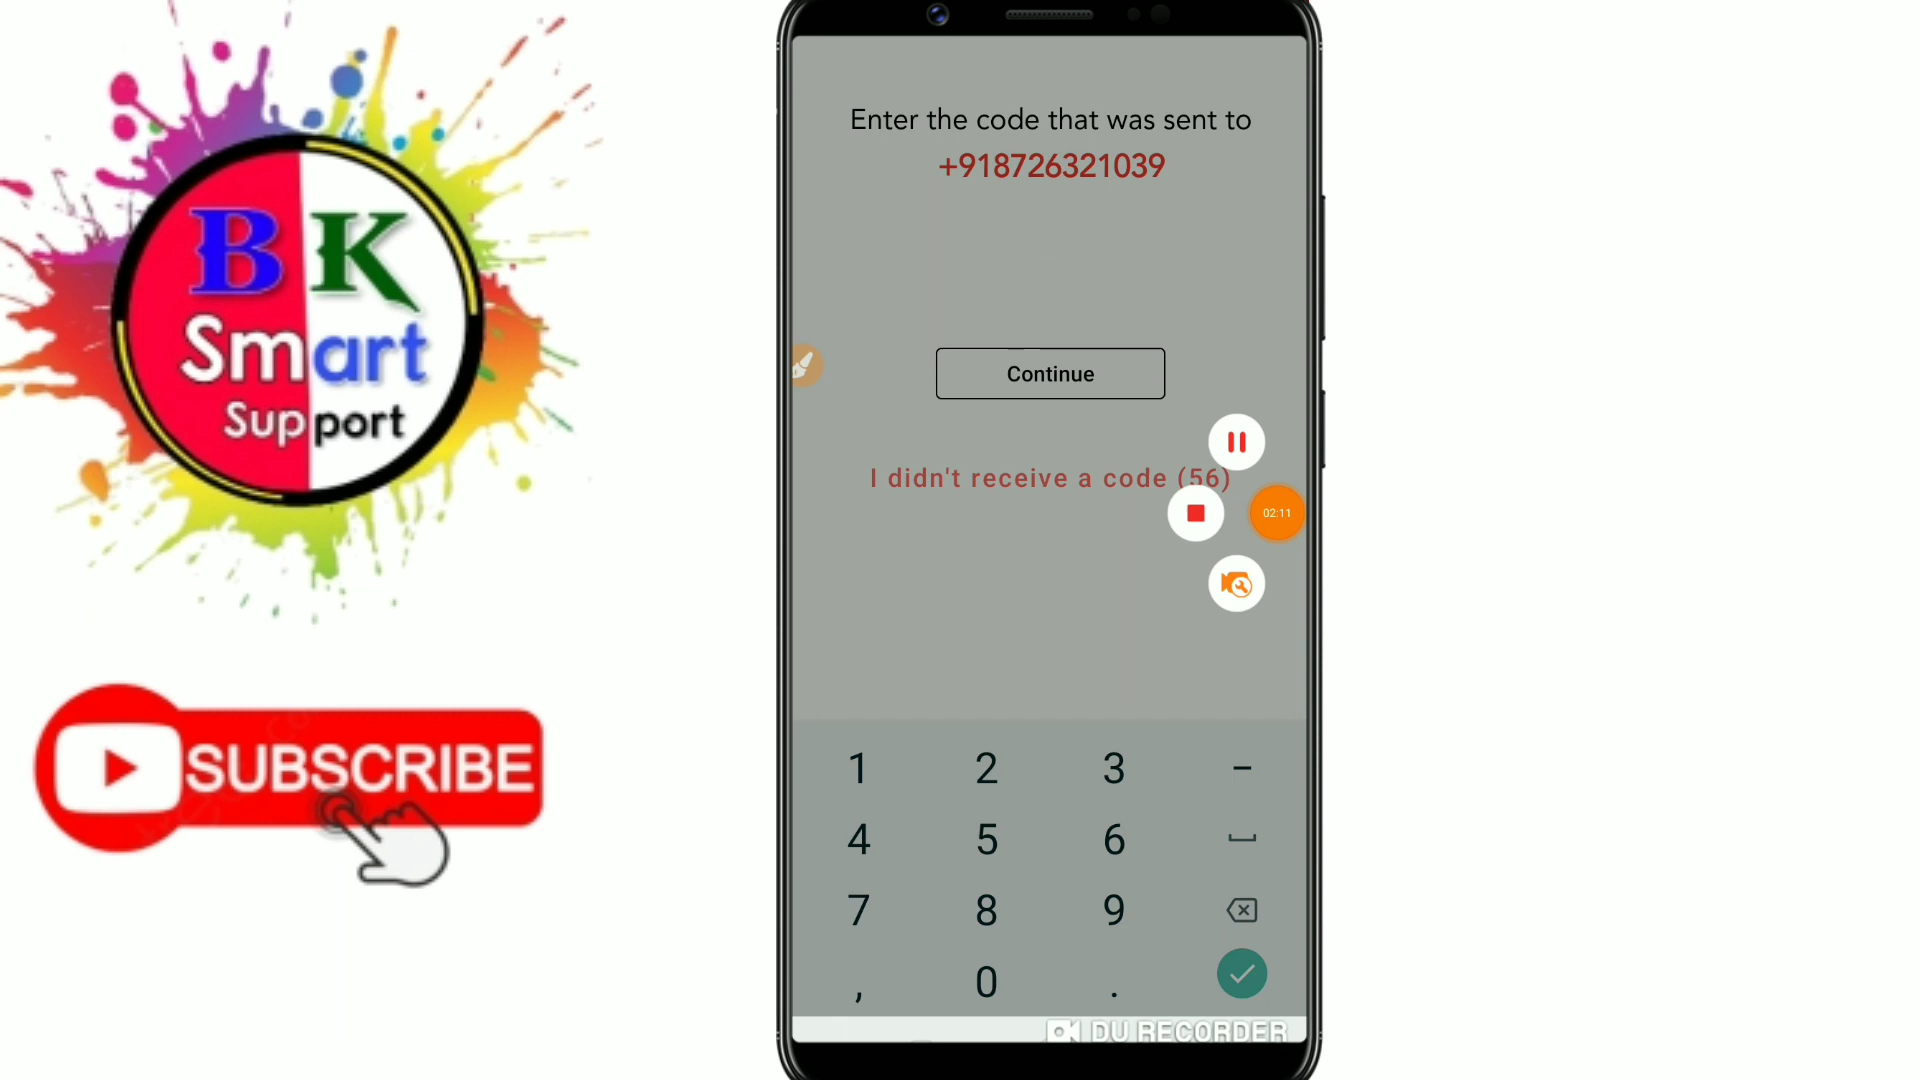 B K
Smart
Support
SUBSCRIBE
Enter the code that was sent to
+918726321039
Continue
I didn't receive a code (56)
02:11
1 2 3 –
4 5 6
7 8 9
, 0 .
DU RECORDER